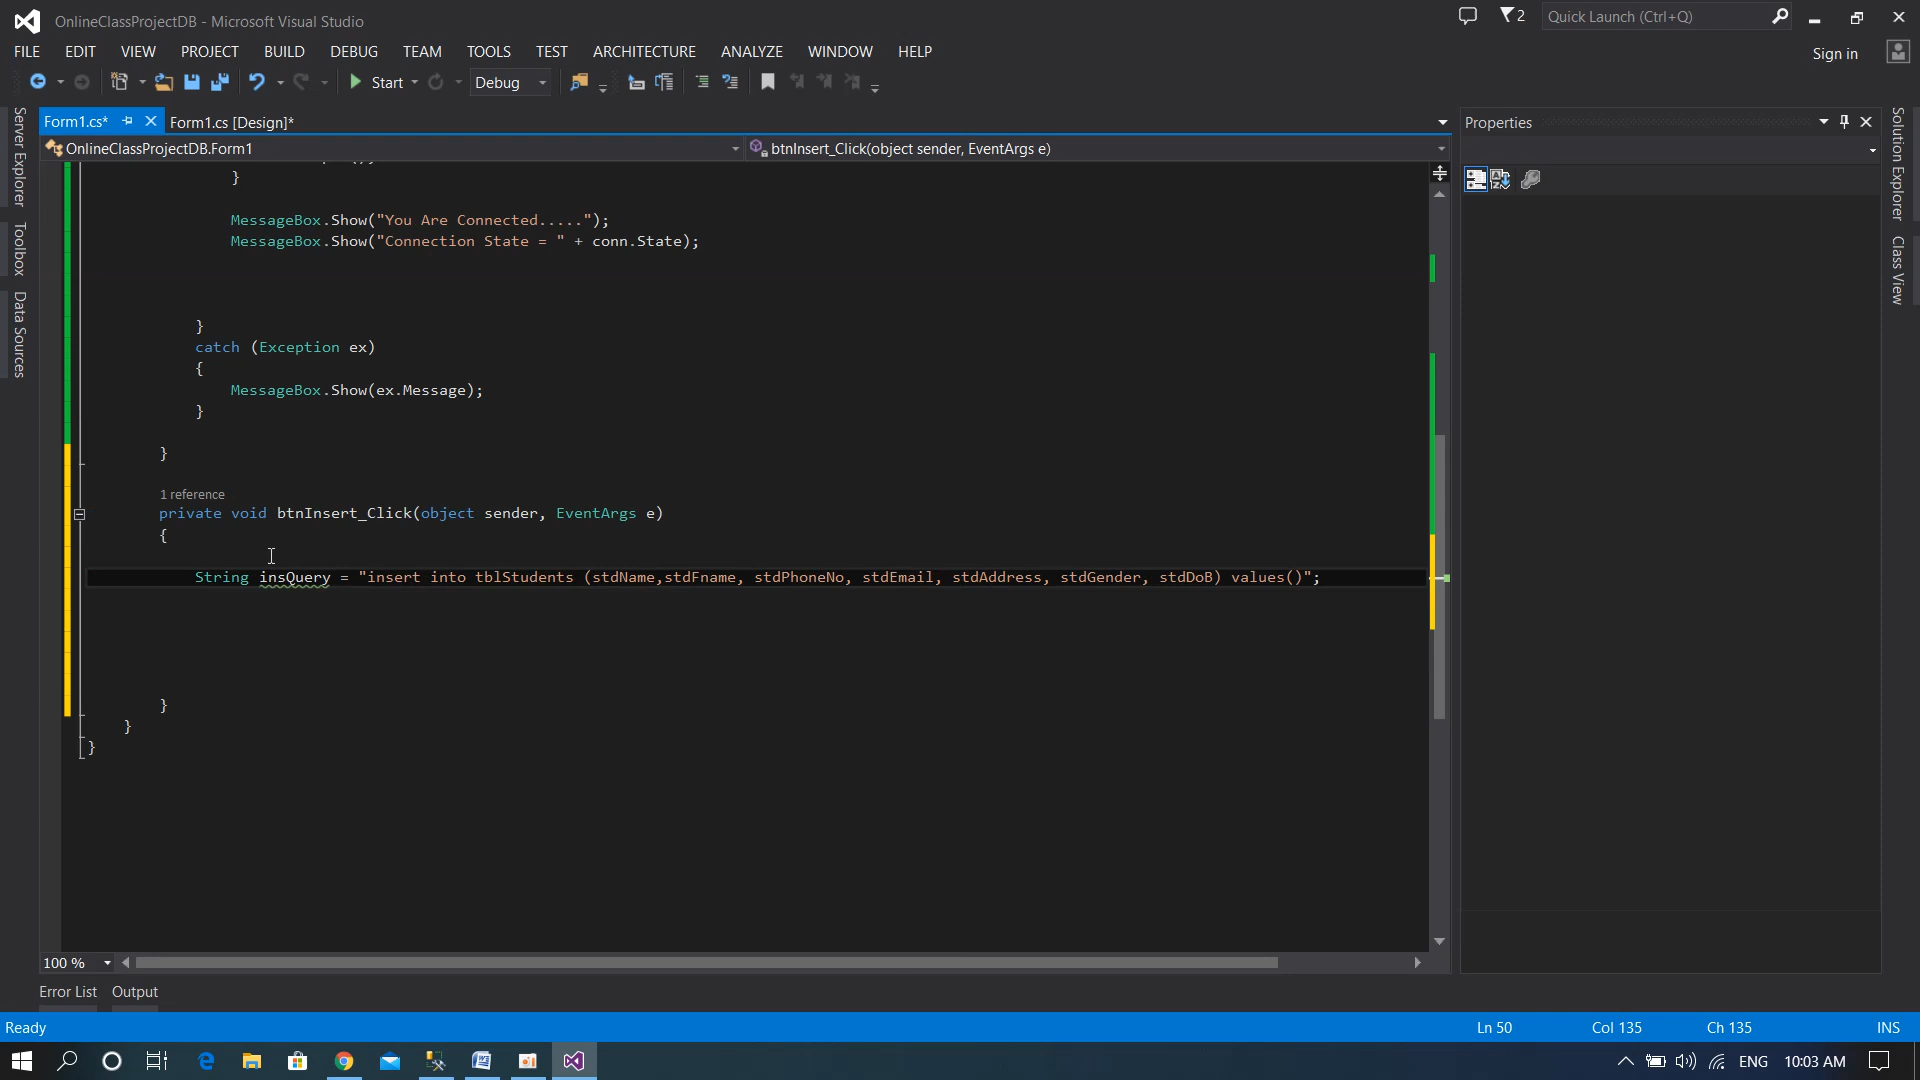 OnlineClassProjectDB - Microsoft Visual Studio
2
Quick Launch (Ctrl+Q)
FILE EDIT VIEW PROJECT BUILD DEBUG TEAM TOOLS TEST ARCHITECTURE ANALYZE WINDOW HELP
Sign in
Start
Debug
Server Explorer
Toolbox
Data Sources
Form1.cs*
Form1.cs [Design]*
OnlineClassProjectDB.Form1
btnInsert_Click(object sender, EventArgs e)
}
MessageBox.Show("You Are Connected.....");
MessageBox.Show("Connection State = " + conn.State);
}
catch (Exception ex)
{
MessageBox.Show(ex.Message);
}
}
1 reference
private void btnInsert_Click(object sender, EventArgs e)
{
String insQuery = "insert into tblStudents (stdName,stdFname, stdPhoneNo, stdEmail, stdAddress, stdGender, stdDoB) values()";
}
}
}
100 %
Properties
Solution Explorer
Class View
Error List Output
Ready
Ln 50
Col 135
Ch 135
INS
ENG
10:03 AM